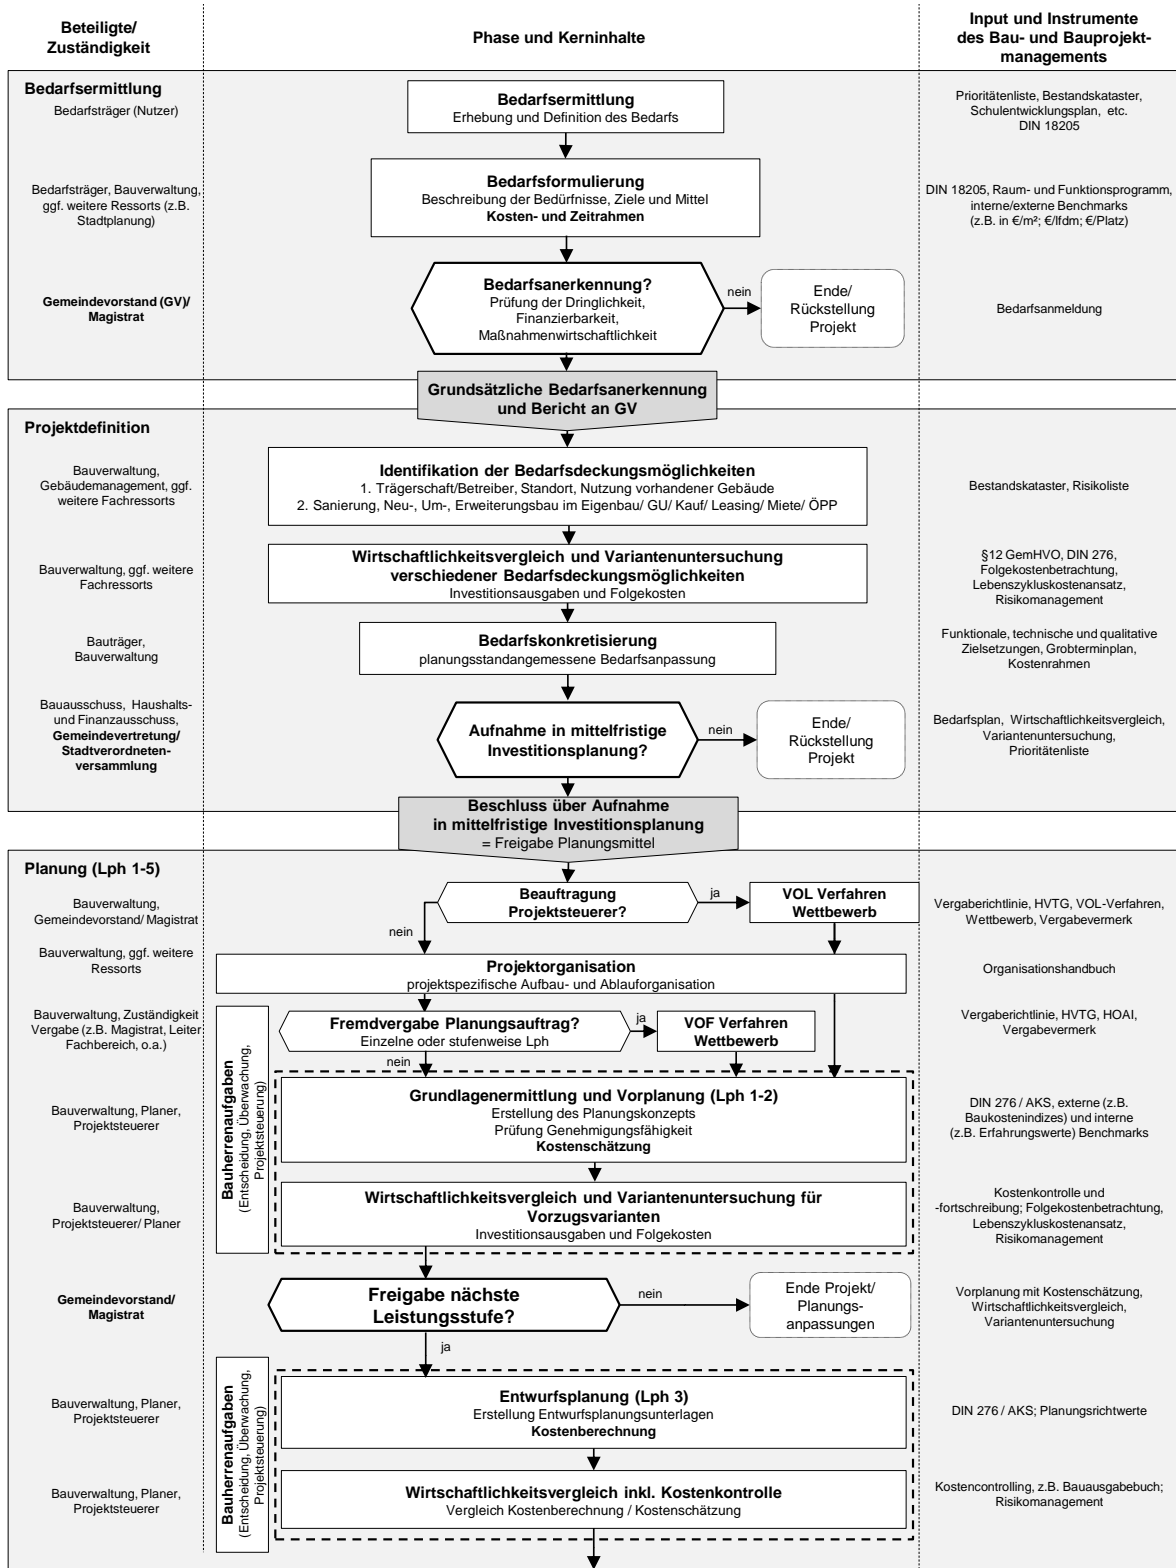 Beteiligte/
Zuständigkeit
Phase und Kerninhalte
Input und Instrumente
des Bau- und Bauprojekt-
managements
Bedarfsermittlung
Bedarfsträger (Nutzer)
Bedarfsermittlung
Erhebung und Definition des Bedarfs
Prioritätenliste, Bestandskataster,
Schulentwicklungsplan, etc.
DIN 18205
Bedarfsträger, Bauverwaltung,
ggf. weitere Ressorts (z.B.
Stadtplanung)
Bedarfsformulierung
Beschreibung der Bedürfnisse, Ziele und Mittel
Kosten- und Zeitrahmen
DIN 18205, Raum- und Funktionsprogramm,
interne/externe Benchmarks
(z.B. in €/m²; €/lfdm; €/Platz)
Gemeindevorstand (GV)/
Magistrat
Bedarfsanerkennung?
Prüfung der Dringlichkeit,
Finanzierbarkeit,
Maßnahmenwirtschaftlichkeit
nein
Ende/
Rückstellung
Projekt
Bedarfsanmeldung
Grundsätzliche Bedarfsanerkennung
und Bericht an GV
Projektdefinition
Bauverwaltung,
Gebäudemanagement, ggf.
weitere Fachressorts
Identifikation der Bedarfsdeckungsmöglichkeiten
1. Trägerschaft/Betreiber, Standort, Nutzung vorhandener Gebäude
2. Sanierung, Neu-, Um-, Erweiterungsbau im Eigenbau/ GU/ Kauf/ Leasing/ Miete/ ÖPP
Bestandskataster, Risikoliste
Bauverwaltung, ggf. weitere
Fachressorts
Wirtschaftlichkeitsvergleich und Variantenuntersuchung
verschiedener Bedarfsdeckungsmöglichkeiten
Investitionsausgaben und Folgekosten
§12 GemHVO, DIN 276,
Folgekostenbetrachtung,
Lebenszykluskostenansatz,
Risikomanagement
Bauträger,
Bauverwaltung
Bedarfskonkretisierung
planungsstandangemessene Bedarfsanpassung
Funktionale, technische und qualitative
Zielsetzungen, Grobterminplan,
Kostenrahmen
Bauausschuss, Haushalts-
und Finanzausschuss,
Gemeindevertretung/
Stadtverordneten-
versammlung
Aufnahme in mittelfristige
Investitionsplanung?
nein
Ende/
Rückstellung
Projekt
Bedarfsplan, Wirtschaftlichkeitsvergleich,
Variantenuntersuchung,
Prioritätenliste
Beschluss über Aufnahme
in mittelfristige Investitionsplanung
= Freigabe Planungsmittel
Planung (Lph 1-5)
Bauverwaltung,
Gemeindevorstand/ Magistrat
Beauftragung
Projektsteuerer?
ja
nein
VOL Verfahren
Wettbewerb
Vergaberichtlinie, HVTG, VOL-Verfahren,
Wettbewerb, Vergabevermerk
Bauverwaltung, ggf. weitere
Ressorts
Projektorganisation
projektspezifische Aufbau- und Ablauforganisation
Organisationshandbuch
Bauverwaltung, Zuständigkeit
Vergabe (z.B. Magistrat, Leiter
Fachbereich, o.a.)
Fremdvergabe Planungsauftrag?
Einzelne oder stufenweise Lph
ja
nein
VOF Verfahren
Wettbewerb
Vergaberichtlinie, HVTG, HOAI,
Vergabevermerk
Bauherrenaufgaben
(Entscheidung, Überwachung,
Projektsteuerung)
Bauverwaltung, Planer,
Projektsteuerer
Grundlagenermittlung und Vorplanung (Lph 1-2)
Erstellung des Planungskonzepts
Prüfung Genehmigungsfähigkeit
Kostenschätzung
DIN 276 / AKS, externe (z.B.
Baukostenindizes) und interne
(z.B. Erfahrungswerte) Benchmarks
Bauverwaltung,
Projektsteuerer/ Planer
Wirtschaftlichkeitsvergleich und Variantenuntersuchung für
Vorzugsvarianten
Investitionsausgaben und Folgekosten
Kostenkontrolle und
-fortschreibung; Folgekostenbetrachtung,
Lebenszykluskostenansatz,
Risikomanagement
Gemeindevorstand/
Magistrat
Freigabe nächste
Leistungsstufe?
nein
ja
Ende Projekt/
Planungs-
anpassungen
Vorplanung mit Kostenschätzung,
Wirtschaftlichkeitsvergleich,
Variantenuntersuchung
Bauherrenaufgaben
(Entscheidung, Überwachung,
Projektsteuerung)
Bauverwaltung, Planer,
Projektsteuerer
Entwurfsplanung (Lph 3)
Erstellung Entwurfsplanungsunterlagen
Kostenberechnung
DIN 276 / AKS; Planungsrichtwerte
Bauverwaltung, Planer,
Projektsteuerer
Wirtschaftlichkeitsvergleich inkl. Kostenkontrolle
Vergleich Kostenberechnung / Kostenschätzung
Kostencontrolling, z.B. Bauausgabebuch;
Risikomanagement